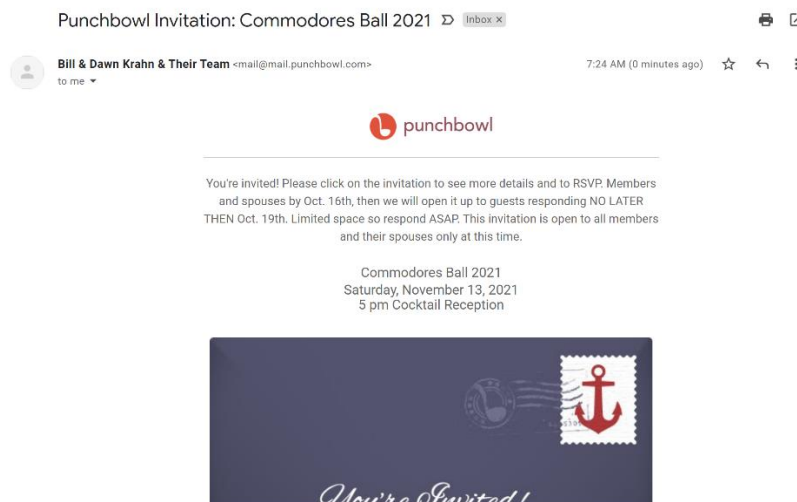 Punchbowl Invitation: Commodores Ball 2021 Inbox ×
Bill & Dawn Krahn & Their Team <mail@mail.punchbowl.com> 7:24 AM (0 minutes ago)
to me
punchbowl
You're invited! Please click on the invitation to see more details and to RSVP. Members
and spouses by Oct. 16th, then we will open it up to guests responding NO LATER
THEN Oct. 19th. Limited space so respond ASAP. This invitation is open to all members
and their spouses only at this time.
Commodores Ball 2021
Saturday, November 13, 2021
5 pm Cocktail Reception
You're Invited!